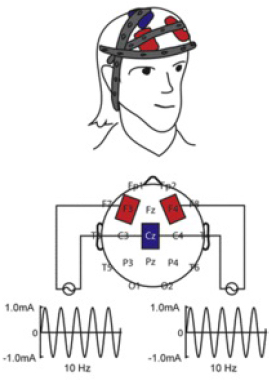 Fp1 Fp2
F7 F3 Fz F4 F8
T3 C3 Cz C4 T4
T5 P3 Pz P4 T6
O1 O2
1.0mA 1.0mA
0 0
-1.0mA -1.0mA
10 Hz 10 Hz